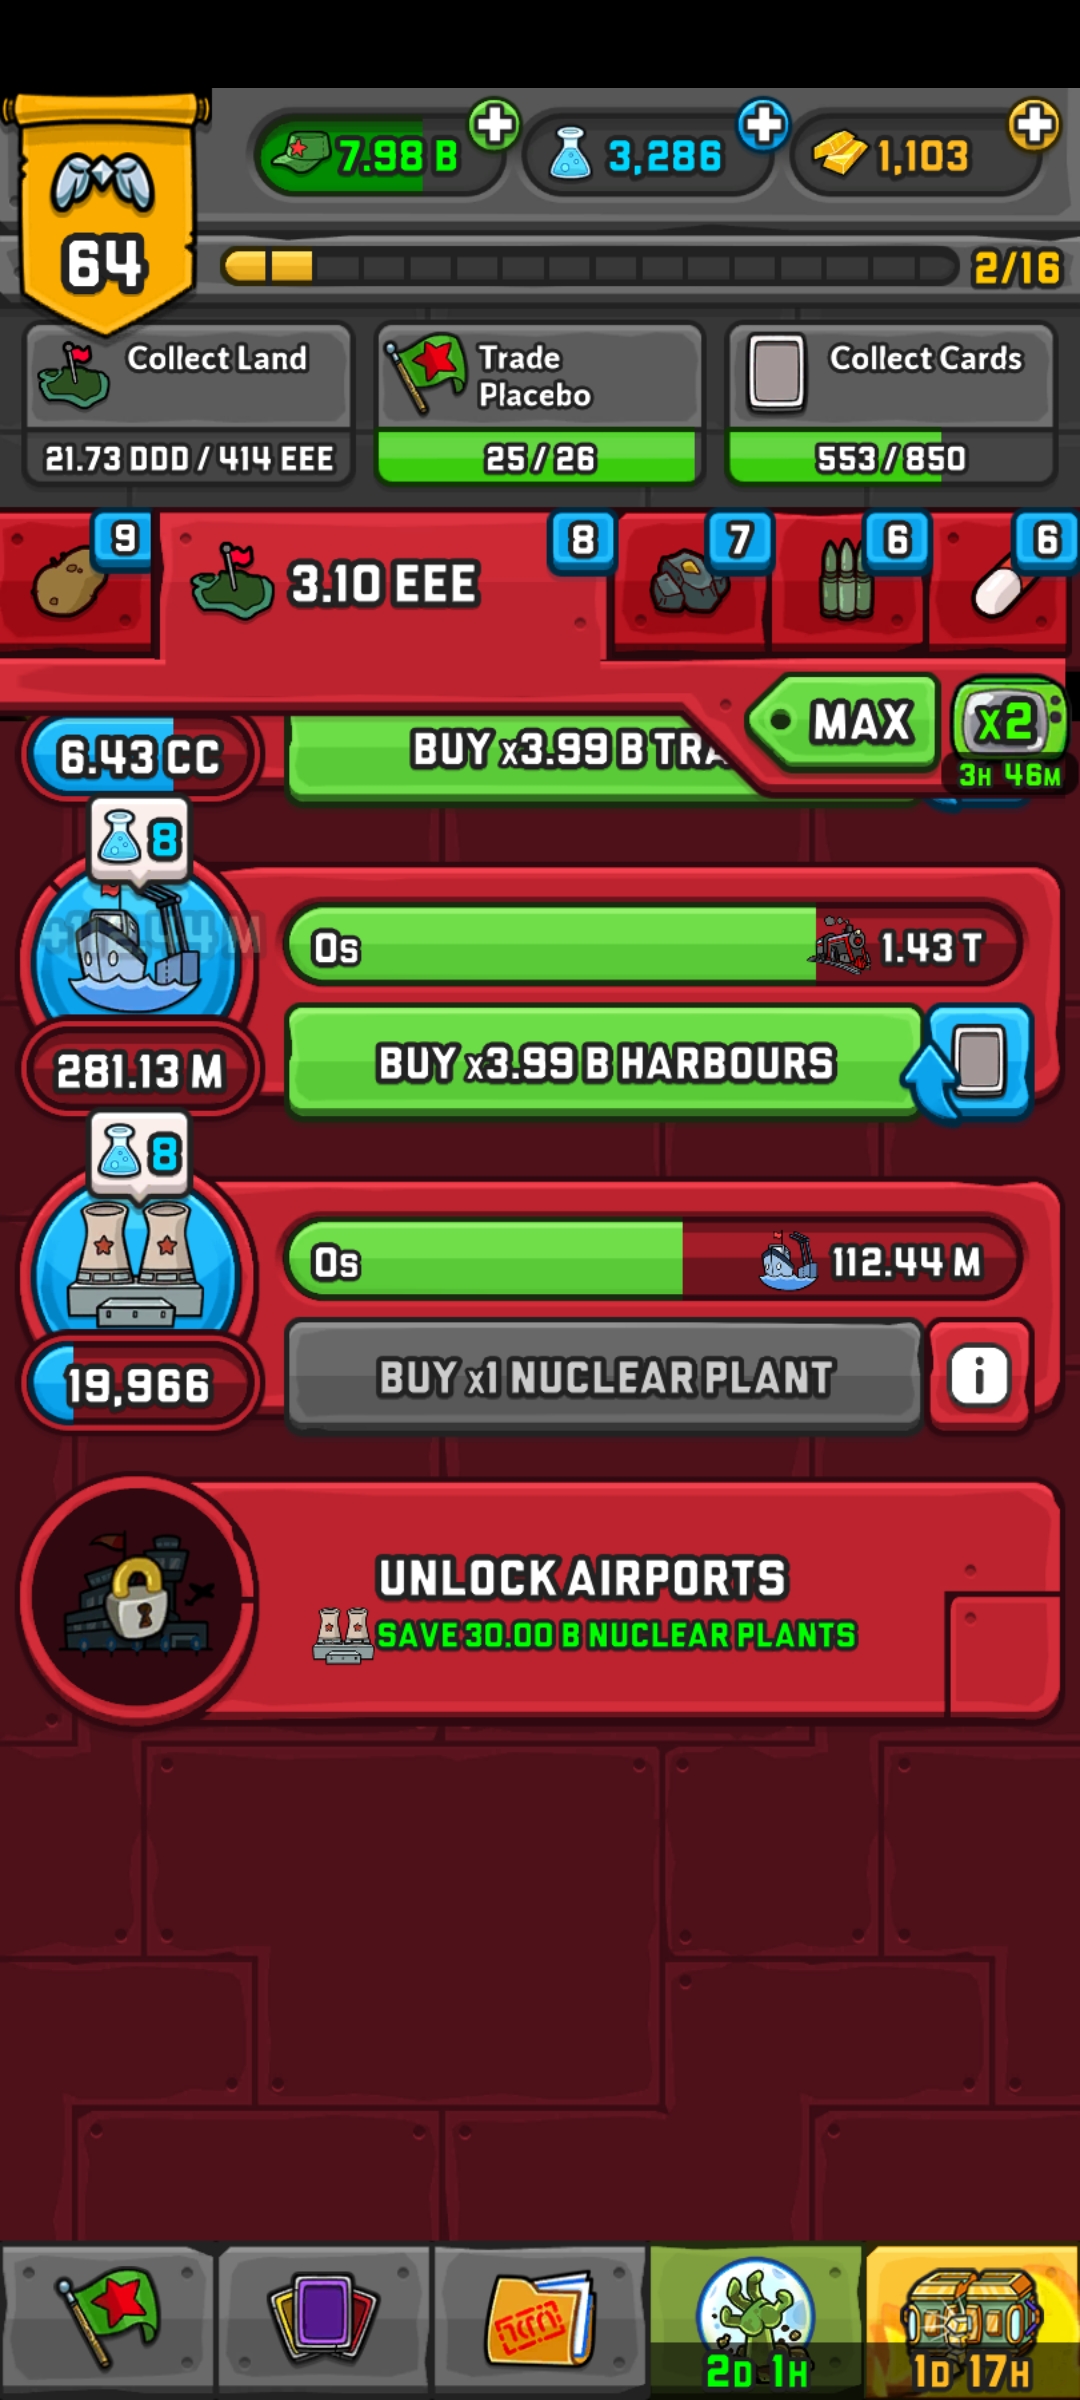 64
7.98 B
3,286
1,103
2/16
Collect Land
21.73 DDD / 414 EEE
Trade
Placebo
25 / 26
Collect Cards
553 / 850
9
3.10 EEE
8
7
6
6
MAX
x2
3H 46M
6.43 CC
BUY x3.99 B TRA
8
0s
1.43 T
281.13 M
BUY x3.99 B HARBOURS
8
0s
112.44 M
19,966
BUY x1 NUCLEAR PLANT
i
UNLOCK AIRPORTS
SAVE 30.00 B NUCLEAR PLANTS
2D 1H
1D 17H